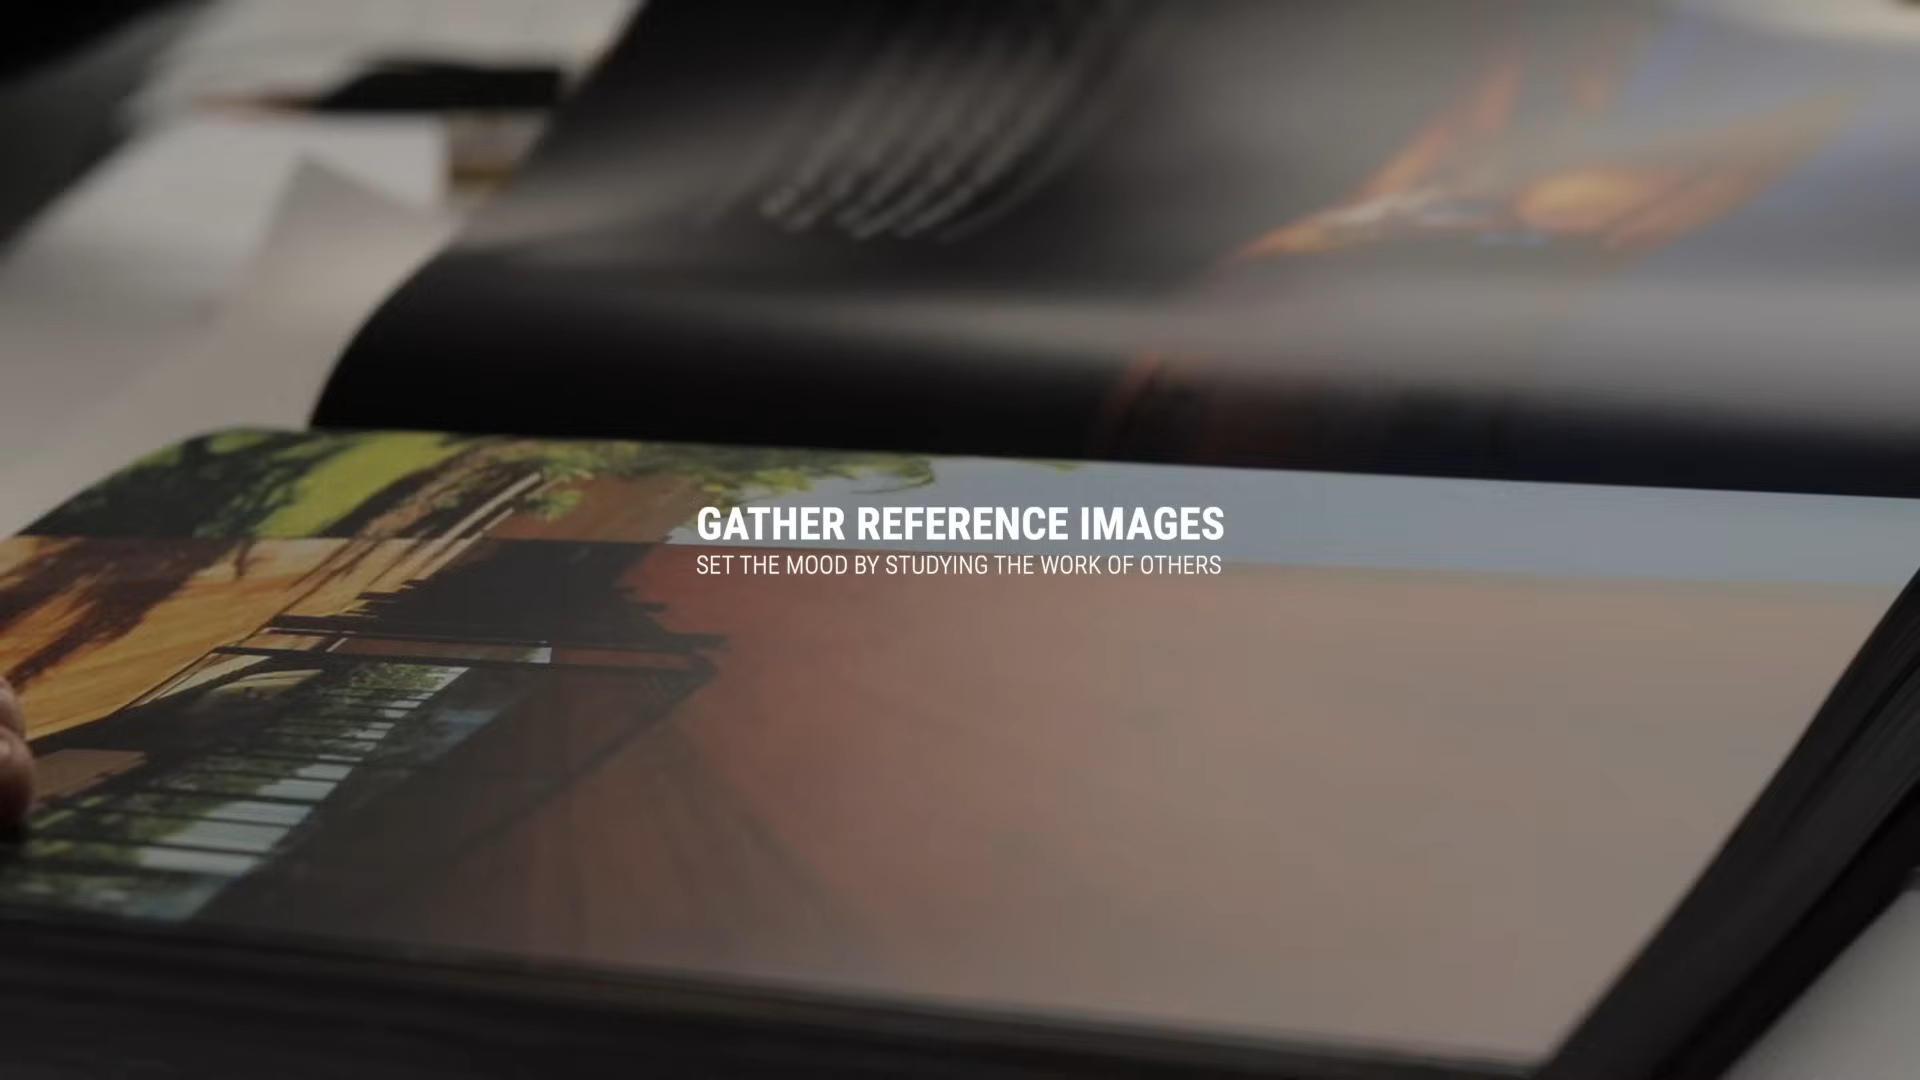 GATHER REFERENCE IMAGES
SET THE MOOD BY STUDYING THE WORK OF OTHERS